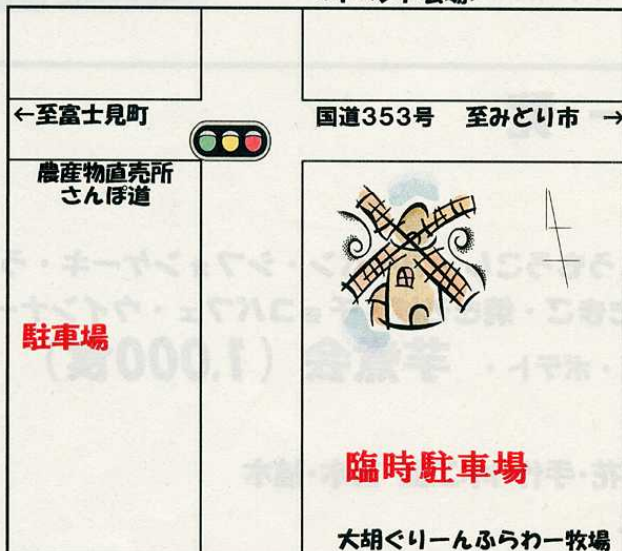 ←至富士見町
国道353号 至みどり市 →
農産物直売所
さんぽ道
駐車場
臨時駐車場
大胡ぐりーんふらわー牧場